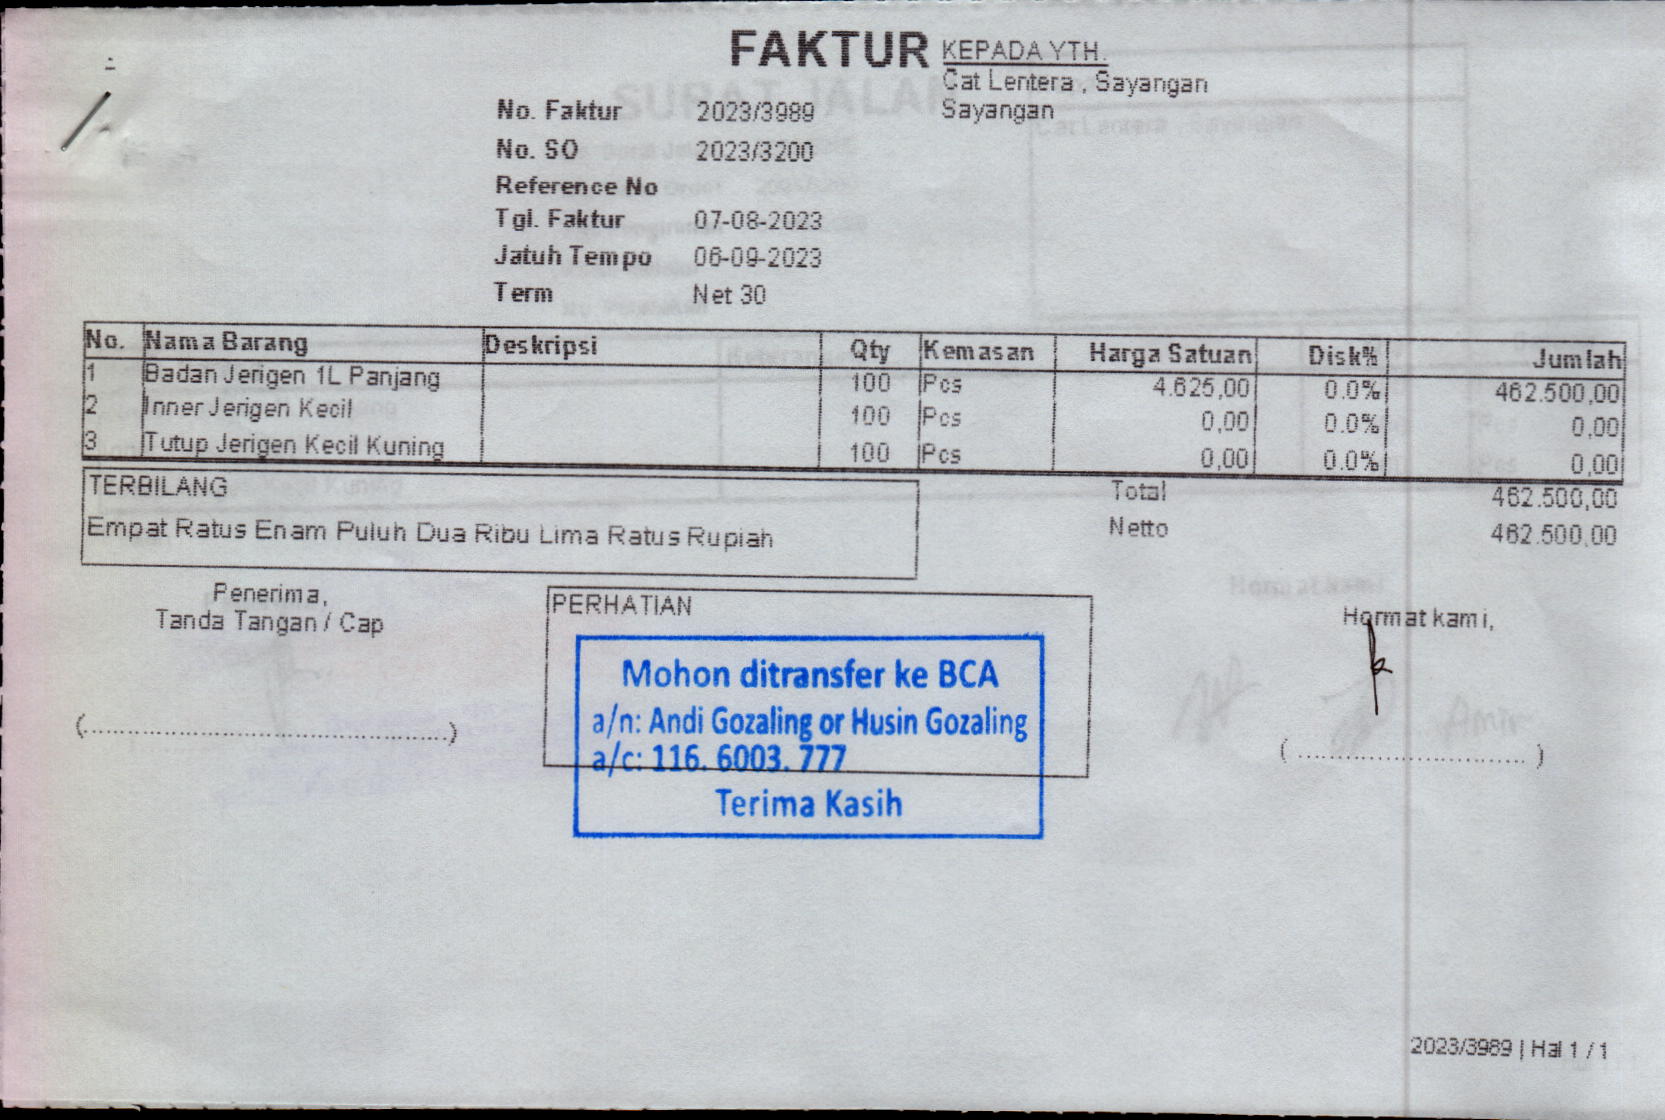 FAKTUR
KEPADA YTH.
Cat Lentera , Sayangan
Sayangan
No. Faktur 2023/3989
No. SO 2023/3200
Reference No
Tgl. Faktur 07-08-2023
Jatuh Tempo 06-09-2023
Term Net 30
No. Nama Barang Deskripsi Qty Kemasan Harga Satuan Disk% Jumlah
1 Badan Jerigen 1L Panjang 100 Pcs 4.625,00 0.0% 462.500,00
2 Inner Jerigen Kecil 100 Pcs 0,00 0.0% 0,00
3 Tutup Jerigen Kecil Kuning 100 Pcs 0,00 0.0% 0,00
TERBILANG
Empat Ratus Enam Puluh Dua Ribu Lima Ratus Rupiah
Total 462.500,00
Netto 462.500,00
Penerima,
Tanda Tangan / Cap
(....................................................)
PERHATIAN
Mohon ditransfer ke BCA
a/n: Andi Gozaling or Husin Gozaling
a/c: 116. 6003. 777
Terima Kasih
Hormat kami,
( ................................ )
2023/3989 | Hal 1 / 1